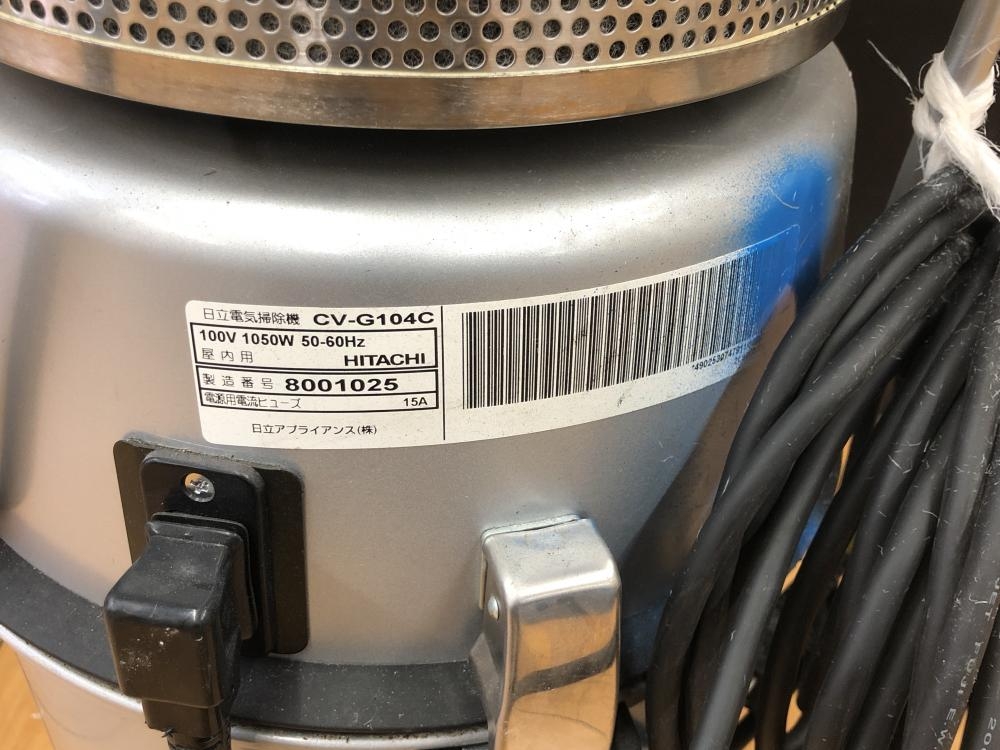 日立電気掃除機 CV-G104C
100V 1050W 50-60Hz
屋内用 HITACHI
製造番号 8001025
電源用電流ヒューズ 15A
日立アプライアンス(株)